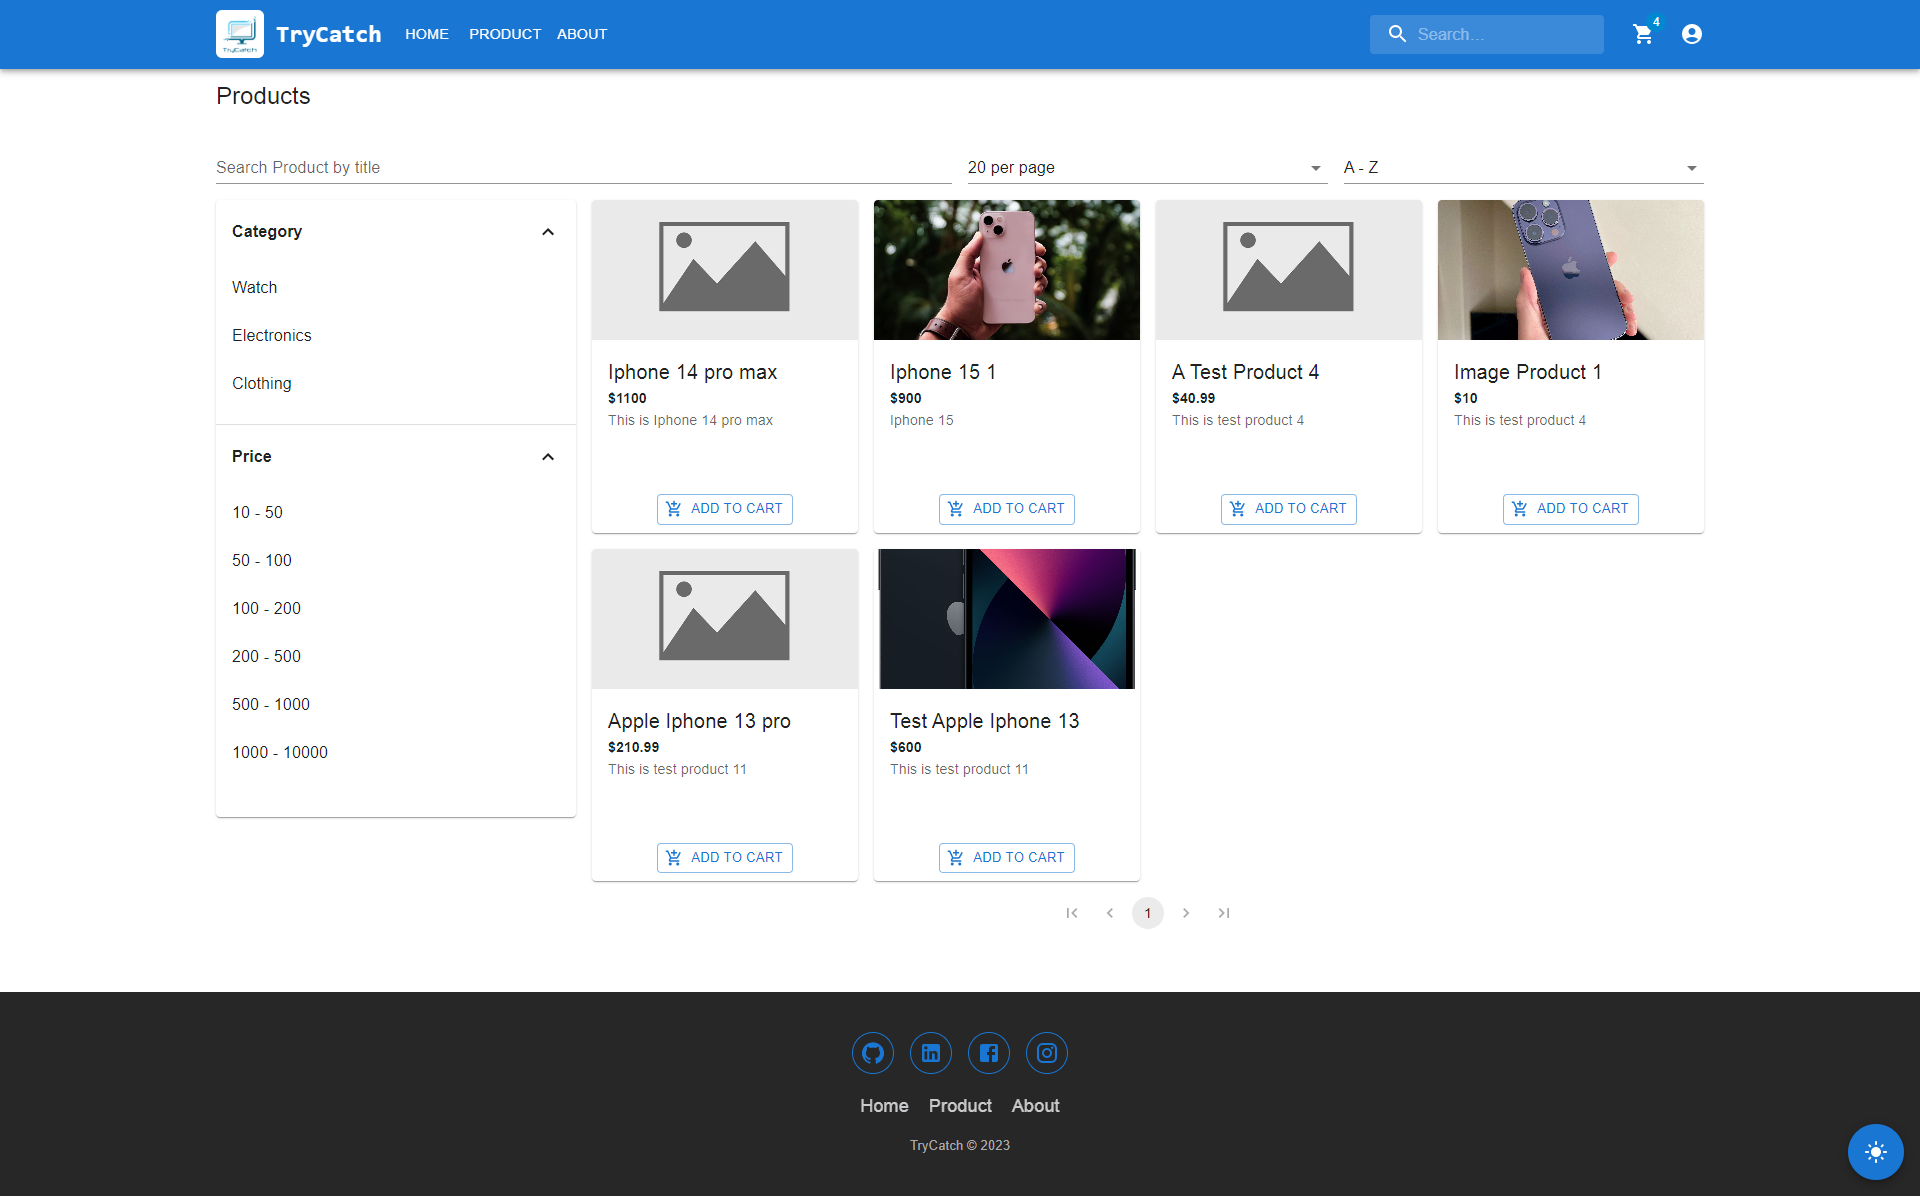 TryCatch
TryCatch
HOME
PRODUCT
ABOUT
Search...
4
Products
Search Product by title
20 per page
A - Z
Category
Watch
Electronics
Clothing
Price
10 - 50
50 - 100
100 - 200
200 - 500
500 - 1000
1000 - 10000
Iphone 14 pro max
$1100
This is Iphone 14 pro max
ADD TO CART
Iphone 15 1
$900
Iphone 15
ADD TO CART
A Test Product 4
$40.99
This is test product 4
ADD TO CART
Image Product 1
$10
This is test product 4
ADD TO CART
Apple Iphone 13 pro
$210.99
This is test product 11
ADD TO CART
Test Apple Iphone 13
$600
This is test product 11
ADD TO CART
1
Home
Product
About
TryCatch © 2023